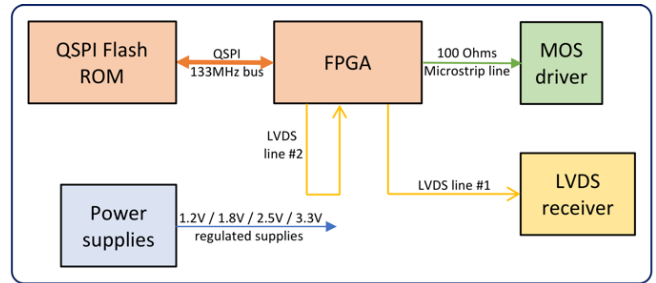 QSPI Flash
ROM
QSPI
133MHz bus
FPGA
100 Ohms
Microstrip line
MOS
driver
LVDS
line #2
LVDS line #1
LVDS
receiver
Power
supplies
1.2V / 1.8V / 2.5V / 3.3V
regulated supplies